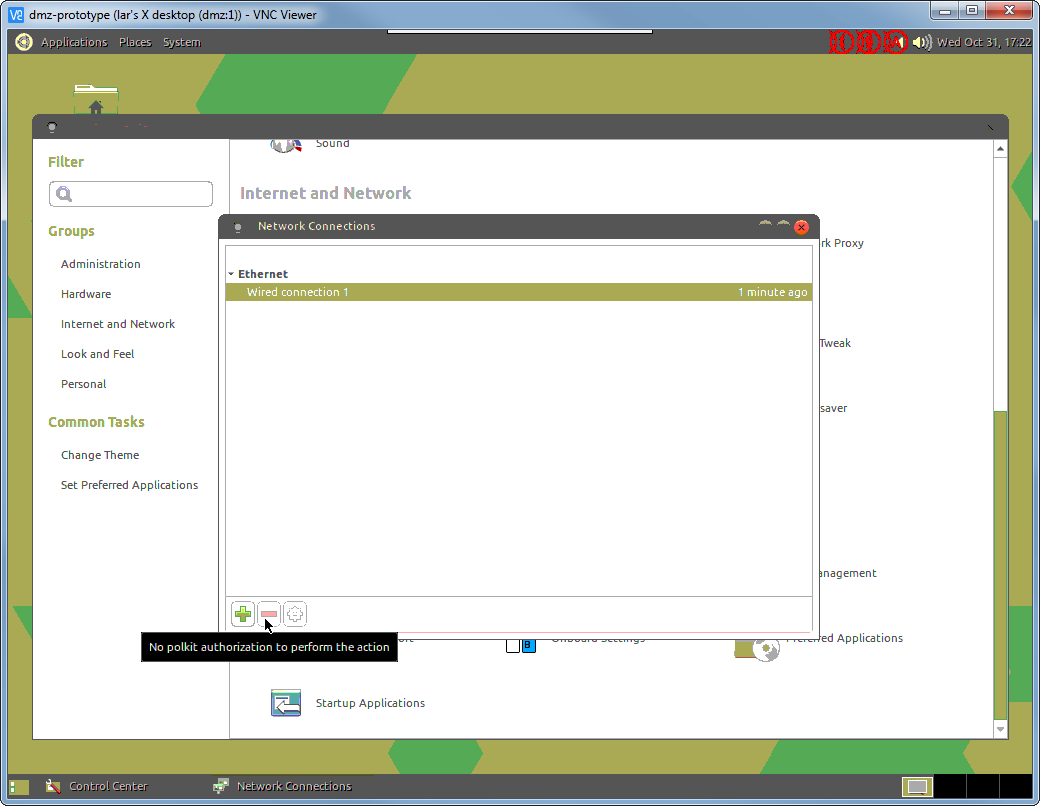 dmz-prototype (lar's X desktop (dmz:1)) - VNC Viewer
Applications Places System
Wed Oct 31, 17:22
Filter
Sound
Internet and Network
Groups
Network Connections
Administration
rk Proxy
Ethernet
Hardware
Wired connection 1 1 minute ago
Internet and Network
Tweak
Look and Feel
Personal
saver
Common Tasks
Change Theme
Set Preferred Applications
anagement
No polkit authorization to perform the action
Onboard Settings
Preferred Applications
Startup Applications
Control Center
Network Connections